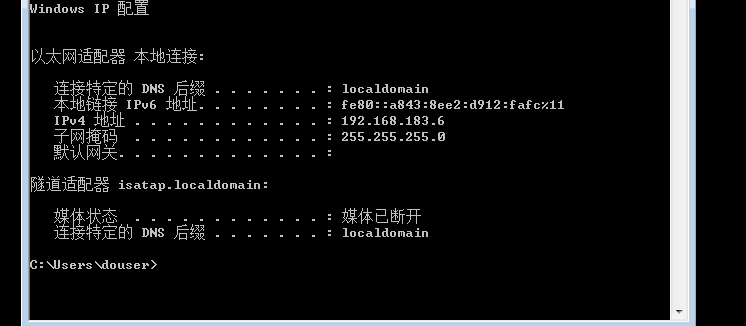 Windows IP 配置
以太网适配器 本地连接:
连接特定的 DNS 后缀 . . . . . . . : localdomain
本地链接 IPv6 地址. . . . . . . . : fe80::a843:8ee2:d912:fafc%11
IPv4 地址 . . . . . . . . . . . . : 192.168.183.6
子网掩码  . . . . . . . . . . . . : 255.255.255.0
默认网关. . . . . . . . . . . . . :
隧道适配器 isatap.localdomain:
媒体状态  . . . . . . . . . . . . : 媒体已断开
连接特定的 DNS 后缀 . . . . . . . : localdomain
C:\Users\douser>